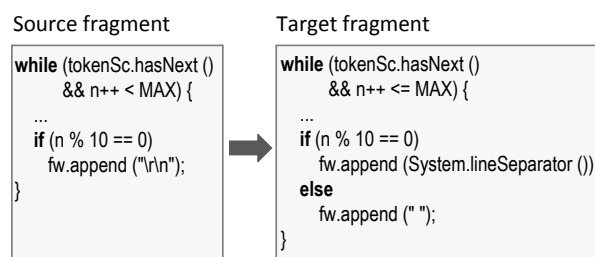 Source fragment
while (tokenSc.hasNext ()
&& n++ < MAX) {
...
if (n % 10 == 0)
fw.append ("\r\n");
}
Target fragment
while (tokenSc.hasNext ()
&& n++ <= MAX) {
...
if (n % 10 == 0)
fw.append (System.lineSeparator ())
else
fw.append (" ");
}